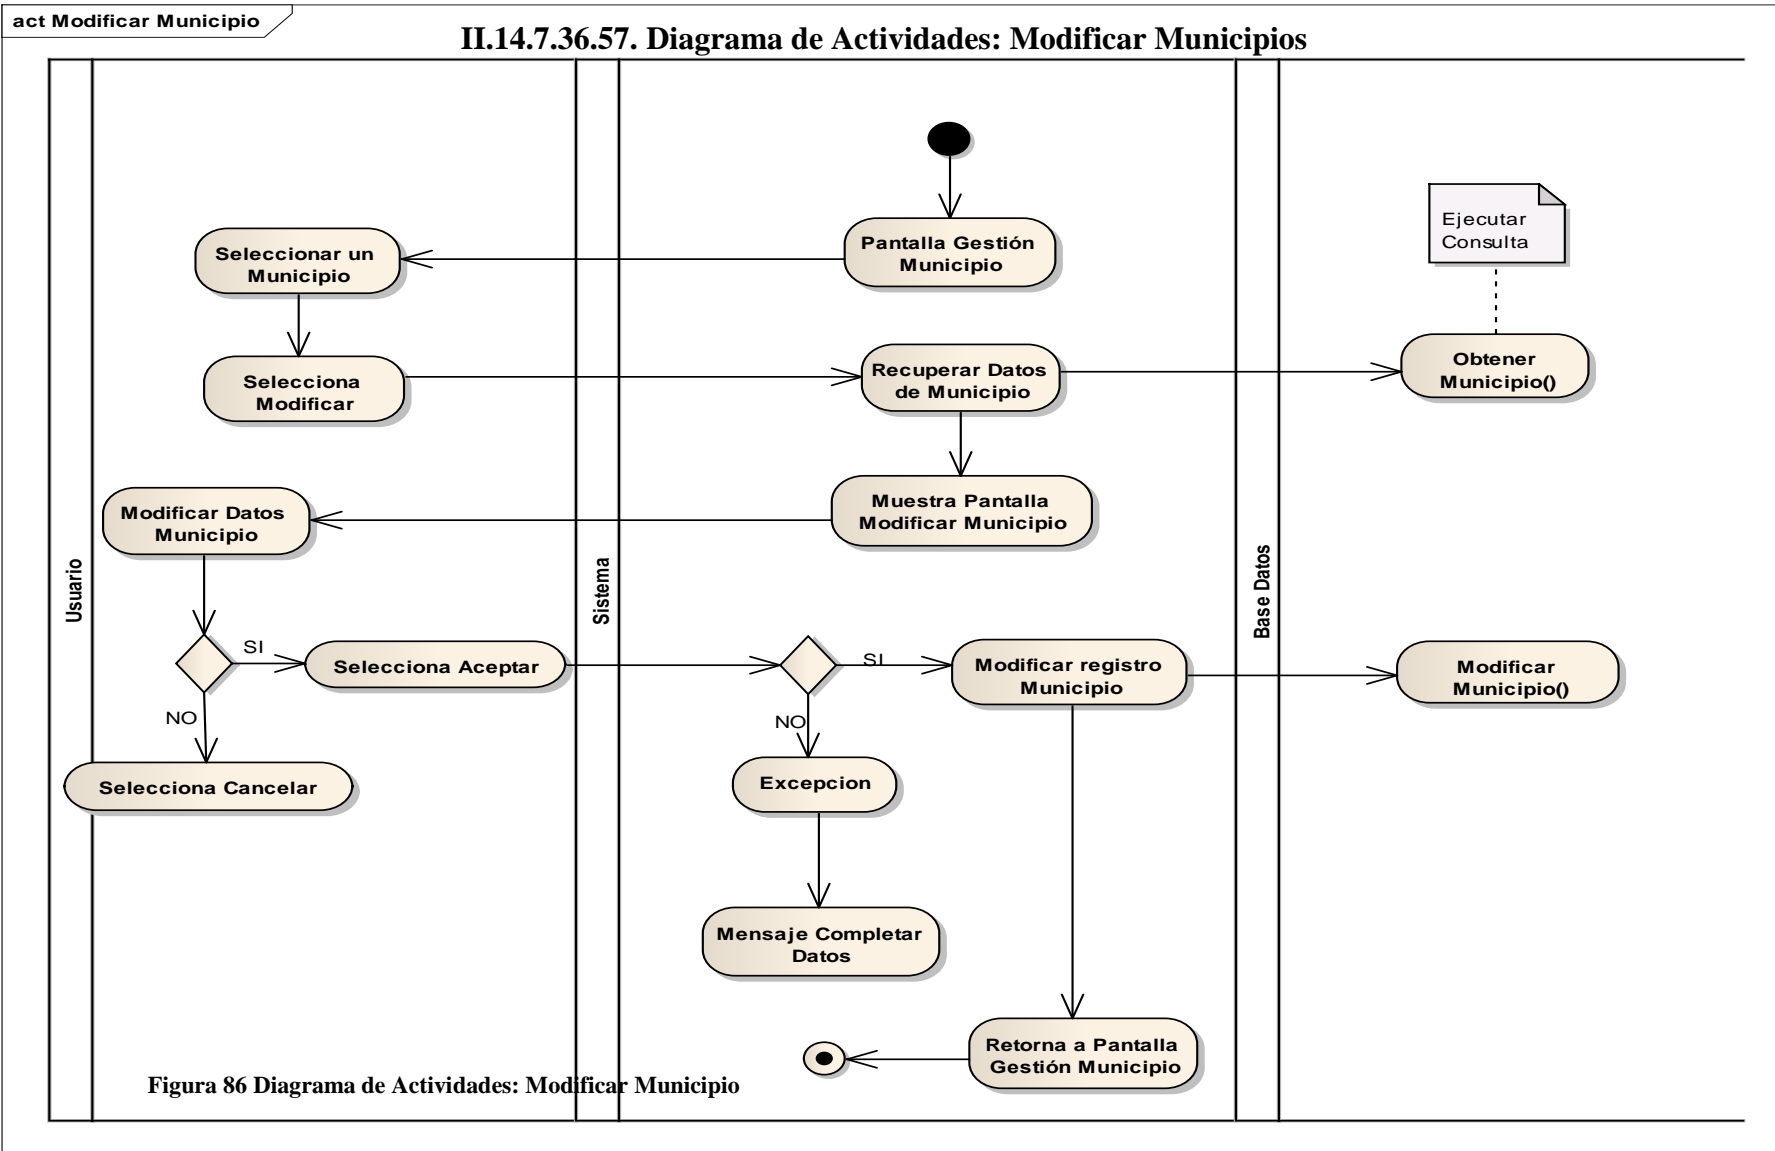 act Modificar Municipio
II.14.7.36.57. Diagrama de Actividades: Modificar Municipios
Usuario
Sistema
Base Datos
Pantalla Gestión
Municipio
Seleccionar un
Municipio
Ejecutar
Consulta
Selecciona
Modificar
Recuperar Datos
de Municipio
Obtener
Municipio()
Muestra Pantalla
Modificar Municipio
Modificar Datos
Municipio
SI
Selecciona Aceptar
SI
Modificar registro
Municipio
Modificar
Municipio()
NO
NO
Selecciona Cancelar
Excepcion
Mensaje Completar
Datos
Retorna a Pantalla
Gestión Municipio
Figura 86 Diagrama de Actividades: Modificar Municipio